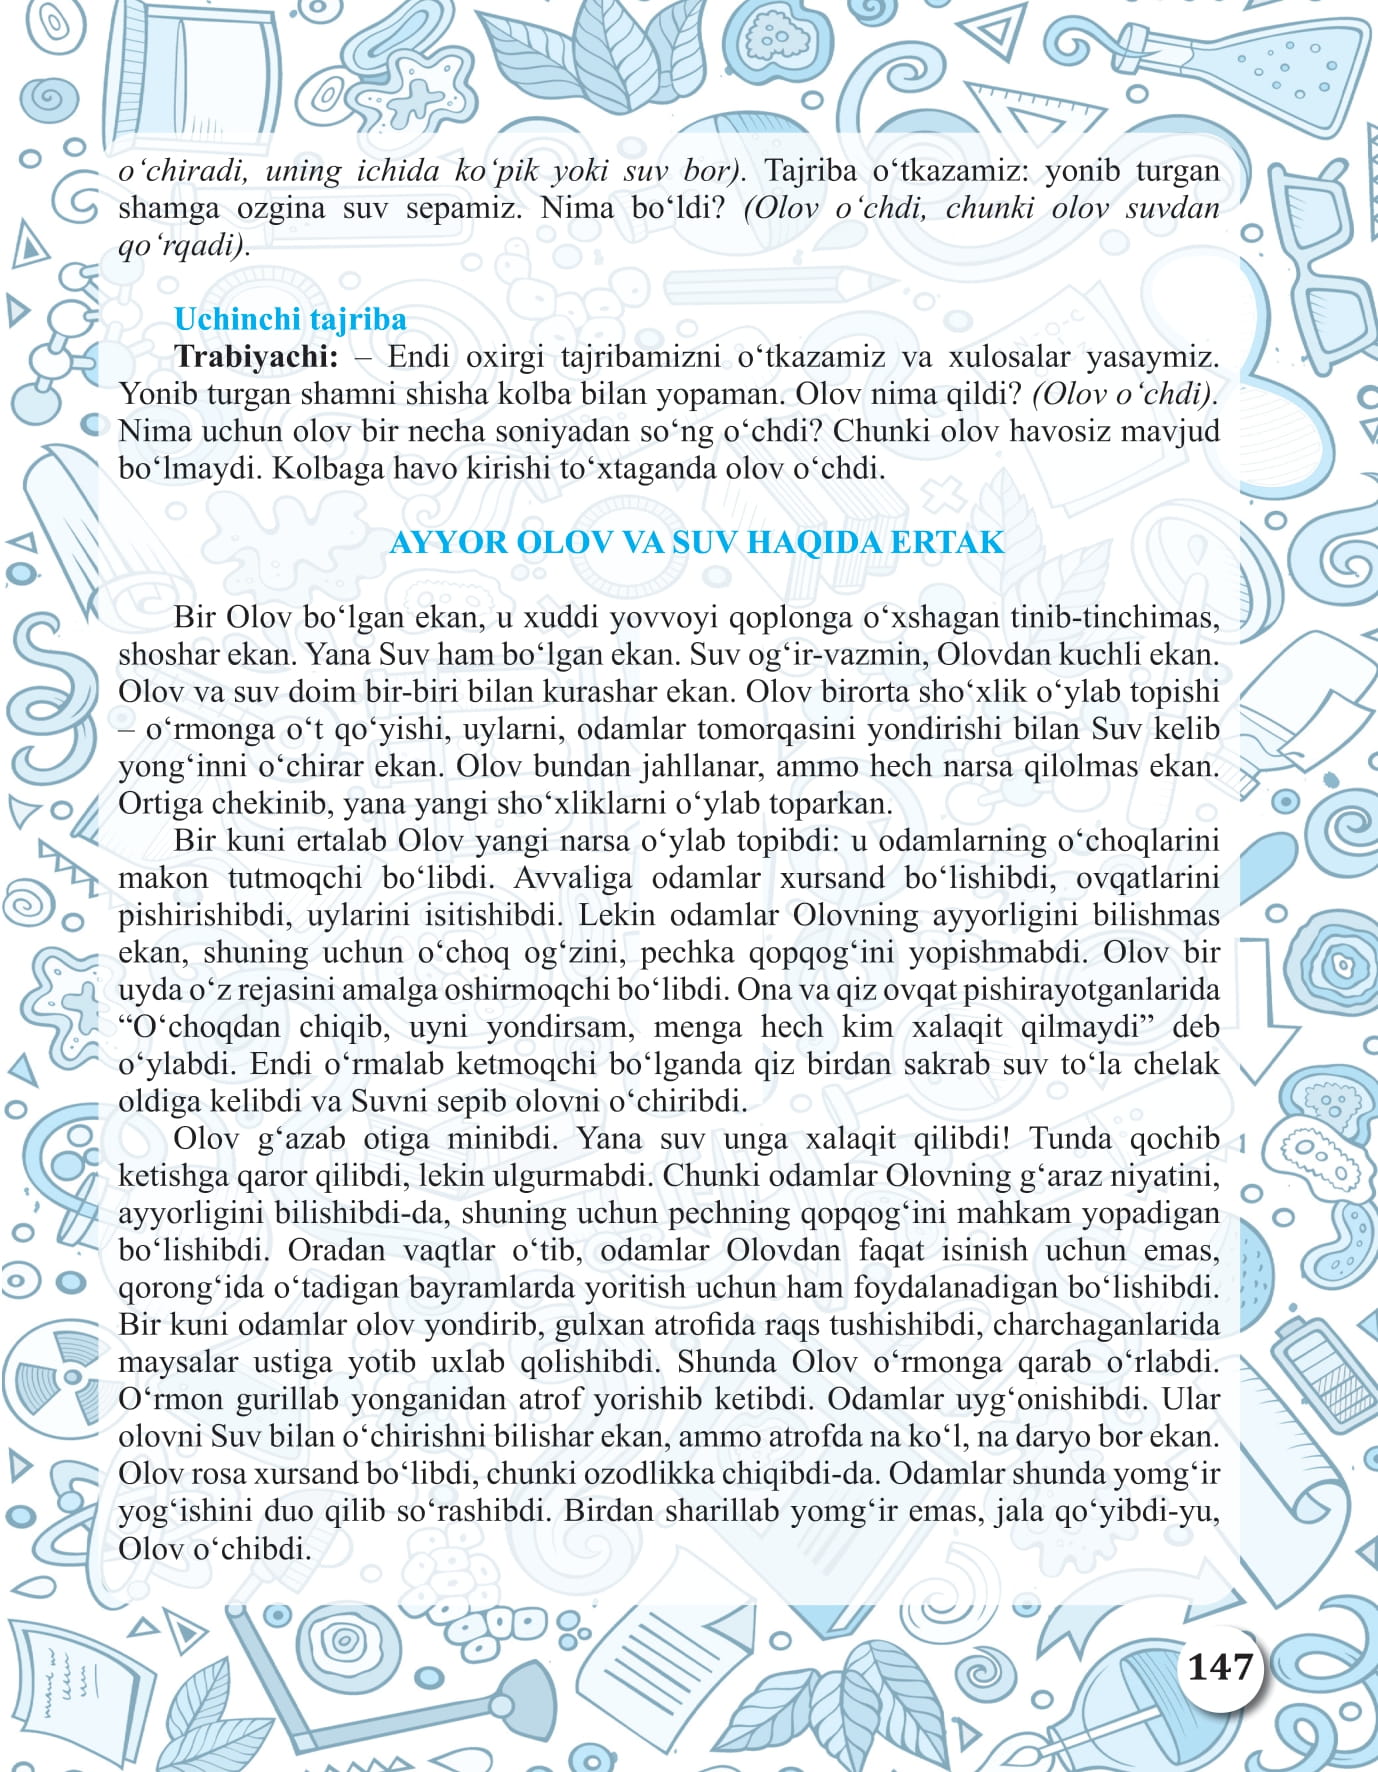 o‘chiradi, uning ichida ko‘pik yoki suv bor). Tajriba o‘tkazamiz: yonib turgan
shamga ozgina suv sepamiz. Nima bo‘ldi? (Olov o‘chdi, chunki olov suvdan
qo‘rqadi).
Uchinchi tajriba
Trabiyachi: – Endi oxirgi tajribamizni o‘tkazamiz va xulosalar yasaymiz.
Yonib turgan shamni shisha kolba bilan yopaman. Olov nima qildi? (Olov o‘chdi).
Nima uchun olov bir necha soniyadan so‘ng o‘chdi? Chunki olov havosiz mavjud
bo‘lmaydi. Kolbaga havo kirishi to‘xtaganda olov o‘chdi.
AYYOR OLOV VA SUV HAQIDA ERTAK
Bir Olov bo‘lgan ekan, u xuddi yovvoyi qoplonga o‘xshagan tinib-tinchimas,
shoshar ekan. Yana Suv ham bo‘lgan ekan. Suv og‘ir-vazmin, Olovdan kuchli ekan.
Olov va suv doim bir-biri bilan kurashar ekan. Olov birorta sho‘xlik o‘ylab topishi
– o‘rmonga o‘t qo‘yishi, uylarni, odamlar tomorqasini yondirishi bilan Suv kelib
yong‘inni o‘chirar ekan. Olov bundan jahllanar, ammo hech narsa qilolmas ekan.
Ortiga chekinib, yana yangi sho‘xliklarni o‘ylab toparkan.
Bir kuni ertalab Olov yangi narsa o‘ylab topibdi: u odamlarning o‘choqlarini
makon tutmoqchi bo‘libdi. Avvaliga odamlar xursand bo‘lishibdi, ovqatlarini
pishirishibdi, uylarini isitishibdi. Lekin odamlar Olovning ayyorligini bilishmas
ekan, shuning uchun o‘choq og‘zini, pechka qopqog‘ini yopishmabdi. Olov bir
uyda o‘z rejasini amalga oshirmoqchi bo‘libdi. Ona va qiz ovqat pishirayotganlarida
“O‘choqdan chiqib, uyni yondirsam, menga hech kim xalaqit qilmaydi” deb
o‘ylabdi. Endi o‘rmalab ketmoqchi bo‘lganda qiz birdan sakrab suv to‘la chelak
oldiga kelibdi va Suvni sepib olovni o‘chiribdi.
Olov g‘azab otiga minibdi. Yana suv unga xalaqit qilibdi! Tunda qochib
ketishga qaror qilibdi, lekin ulgurmabdi. Chunki odamlar Olovning g‘araz niyatini,
ayyorligini bilishibdi-da, shuning uchun pechning qopqog‘ini mahkam yopadigan
bo‘lishibdi. Oradan vaqtlar o‘tib, odamlar Olovdan faqat isinish uchun emas,
qorong‘ida o‘tadigan bayramlarda yoritish uchun ham foydalanadigan bo‘lishibdi.
Bir kuni odamlar olov yondirib, gulxan atrofida raqs tushishibdi, charchaganlarida
maysalar ustiga yotib uxlab qolishibdi. Shunda Olov o‘rmonga qarab o‘rlabdi.
O‘rmon gurillab yonganidan atrof yorishib ketibdi. Odamlar uyg‘onishibdi. Ular
olovni Suv bilan o‘chirishni bilishar ekan, ammo atrofda na ko‘l, na daryo bor ekan.
Olov rosa xursand bo‘libdi, chunki ozodlikka chiqibdi-da. Odamlar shunda yomg‘ir
yog‘ishini duo qilib so‘rashibdi. Birdan sharillab yomg‘ir emas, jala qo‘yibdi-yu,
Olov o‘chibdi.
147